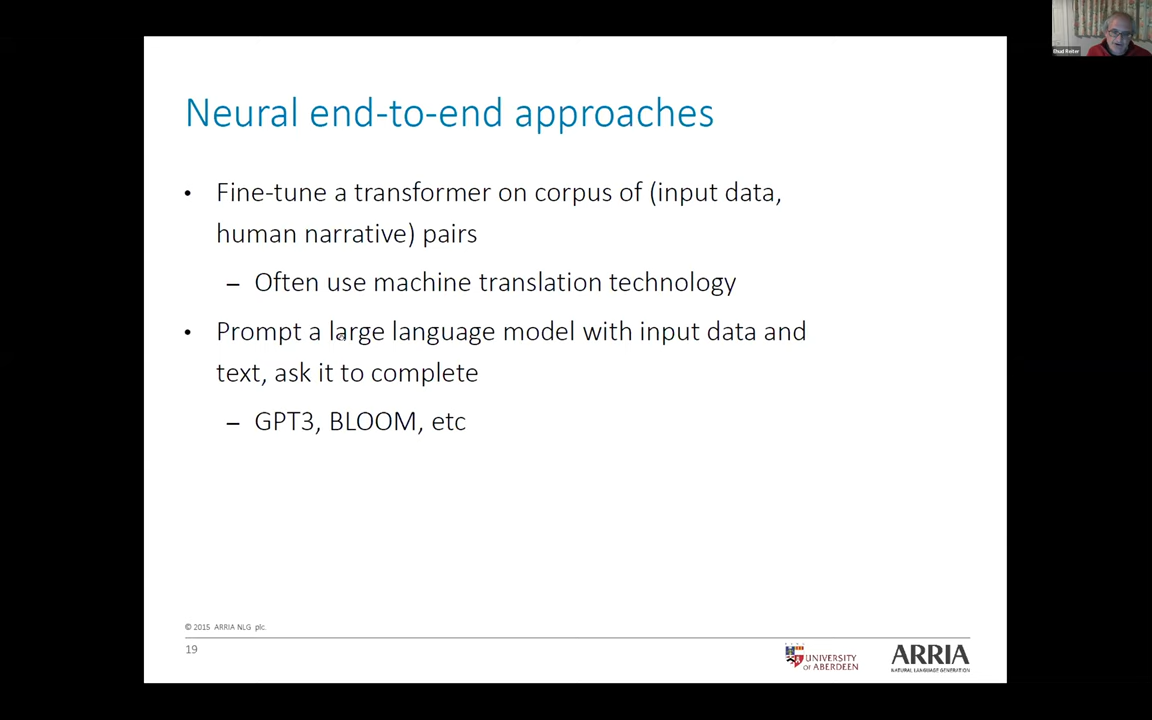 Ehud Reiter
Neural end-to-end approaches
• Fine-tune a transformer on corpus of (input data,
human narrative) pairs
– Often use machine translation technology
• Prompt a large language model with input data and
text, ask it to complete
– GPT3, BLOOM, etc
© 2015 ARRIA NLG plc.
19
UNIVERSITY
OF ABERDEEN
ARRIA
NATURAL LANGUAGE GENERATION